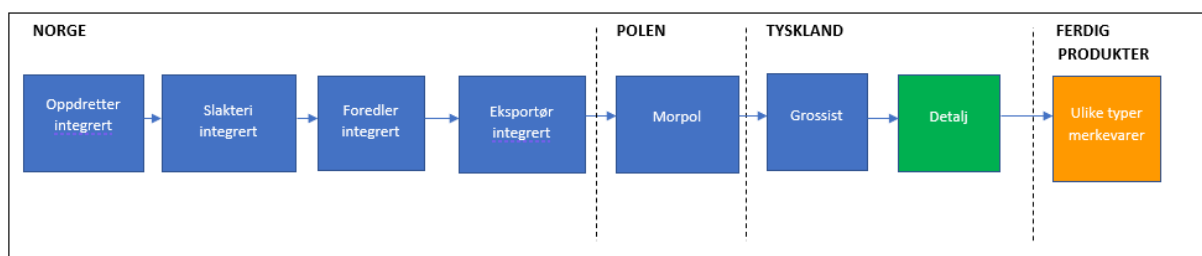 NORGE
POLEN
TYSKLAND
FERDIG
PRODUKTER
Oppdretter
integrert
Slakteri
integrert
Foredler
integrert
Eksportør
integrert
Morpol
Grossist
Detalj
Ulike typer
merkevarer